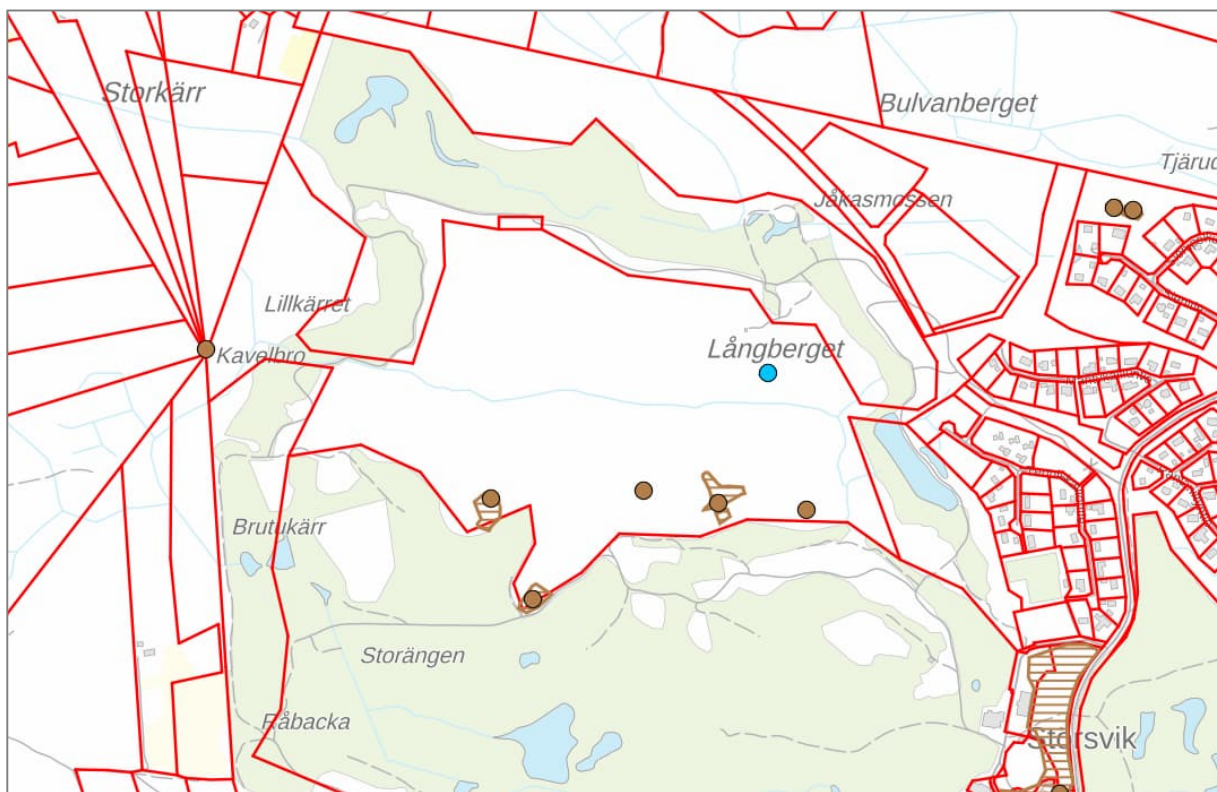 Storkärr
Bulvanberget
Tjärud
Jåkasmossen
Lillkärret
Kavelbro
Långberget
Brutukärr
Storängen
Råbacka
Storsvik